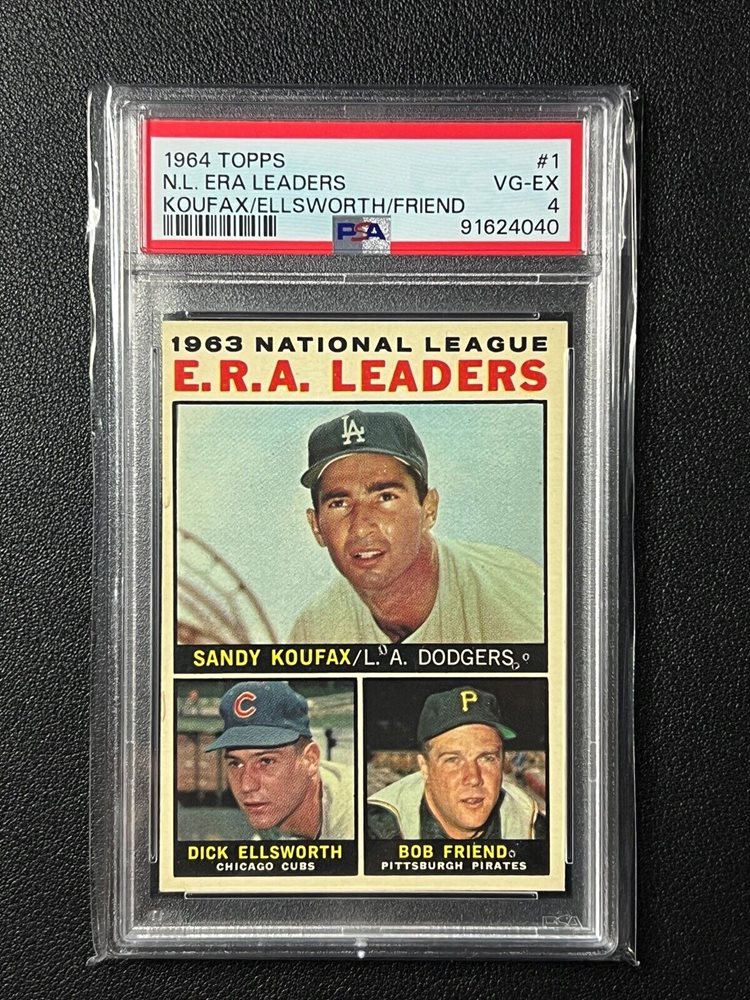 1964 TOPPS #1
N.L. ERA LEADERS VG-EX
KOUFAX/ELLSWORTH/FRIEND 4
PSA 91624040
1963 NATIONAL LEAGUE
E.R.A. LEADERS
LA
SANDY KOUFAX/L. A. DODGERS
C
P
DICK ELLSWORTH
CHICAGO CUBS
BOB FRIEND
PITTSBURGH PIRATES
PSA